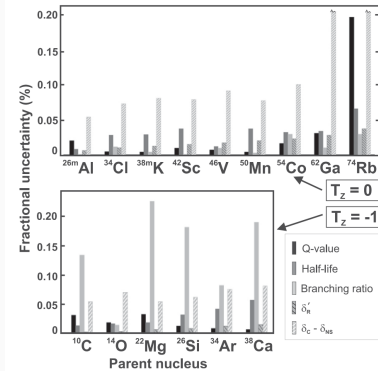 0.20
0.15
0.10
0.05
0
26mAl 34Cl 38mK 42Sc 46V 50Mn 54Co 62Ga 74Rb
Fractional uncertainty (%)
Tz = 0
Tz = -1
0.20
0.15
0.10
0.05
0.00
10C 14O 22Mg 26Si 34Ar 38Ca
Parent nucleus
Q-value
Half-life
Branching ratio
δ′R
δC - δNS